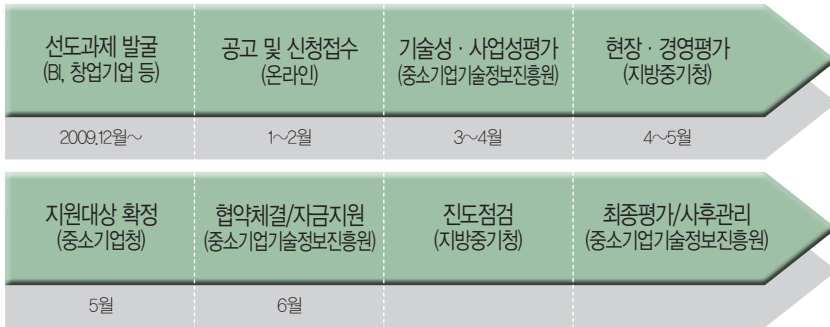 선도과제 발굴 공고 및 신청접수 기술성·사업성평가 현장·경영평가
(BI, 창업기업 등) (온라인) (중소기업기술정보진흥원) (지방중기청)
2009.12월~ 1~2월 3~4월 4~5월
지원대상 확정 협약체결/자금지원 진도점검 최종평가/사후관리
(중소기업청) (중소기업기술정보진흥원) (지방중기청) (중소기업기술정보진흥원)
5월 6월